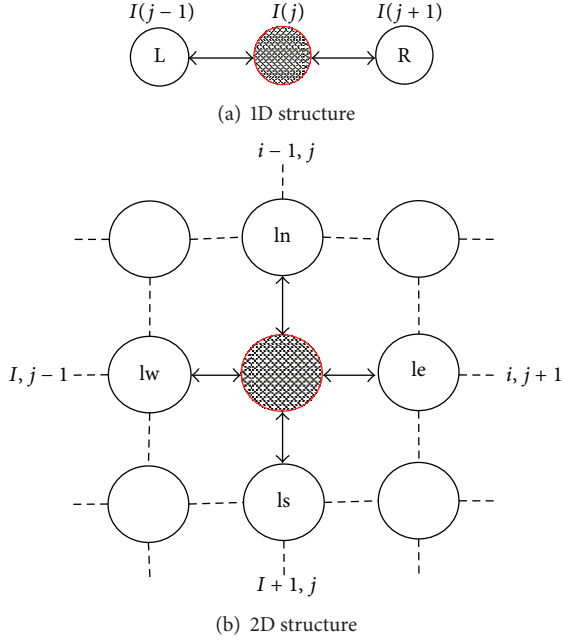 I(j − 1) I(j) I(j + 1)
L R
(a) 1D structure
i − 1, j
ln
I, j − 1 lw le i, j + 1
ls
I + 1, j
(b) 2D structure